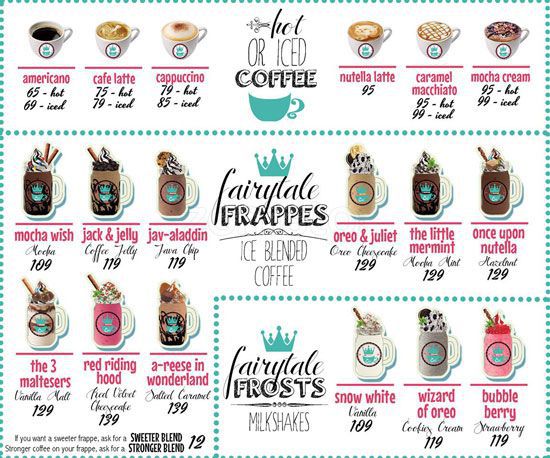 hot
OR ICED
COFFEE
americano
65 - hot
69 - iced
cafe latte
75 - hot
79 - iced
cappuccino
79 - hot
85 - iced
nutella latte
95
caramel
macchiato
95 - hot
99 - iced
mocha cream
95 - hot
99 - iced
fairytale
FRAPPES
ICE BLENDED
COFFEE
mocha wish
Mocha
109
jack & jelly
Coffee Jelly
119
jav-aladdin
Java Chip
119
oreo & juliet
Oreo Cheesecake
129
the little
mermint
Mocha Mint
129
once upon
nutella
Hazelnut
129
the 3
maltesers
Vanilla Malt
129
red riding
hood
Red Velvet
Cheesecake
139
a-reese in
wonderland
Salted Caramel
139
If you want a sweeter frappe, ask for a SWEETER BLEND
Stronger coffee on your frappe, ask for a STRONGER BLEND
12
fairytale
FROSTS
MILKSHAKES
snow white
Vanilla
109
wizard
of oreo
Cookies Cream
119
bubble
berry
Strawberry
119